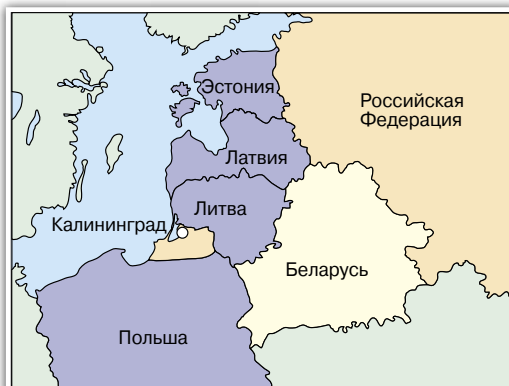 Эстония
Российская
Федерация
Латвия
Литва
Калининград
Беларусь
Польша